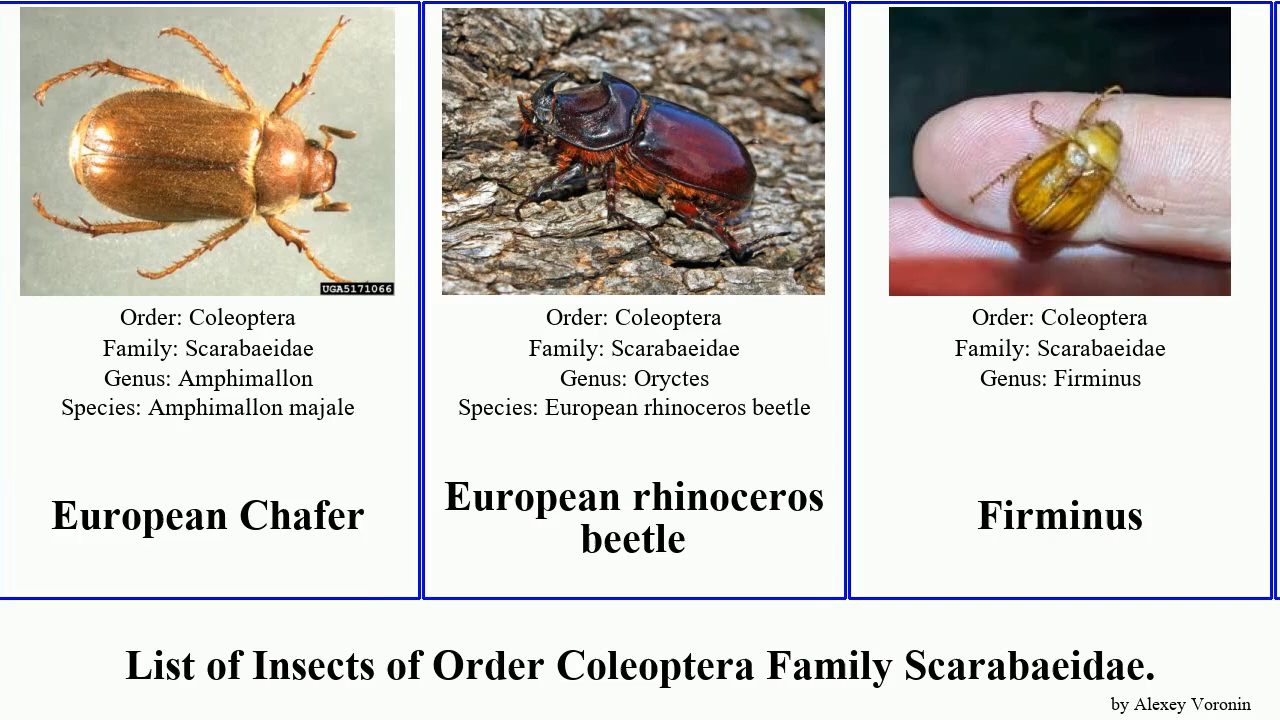 UGA5171066
Order: Coleoptera
Family: Scarabaeidae
Genus: Amphimallon
Species: Amphimallon majale
European Chafer
Order: Coleoptera
Family: Scarabaeidae
Genus: Oryctes
Species: European rhinoceros beetle
European rhinoceros
beetle
Order: Coleoptera
Family: Scarabaeidae
Genus: Firminus
Firminus
List of Insects of Order Coleoptera Family Scarabaeidae.
by Alexey Voronin